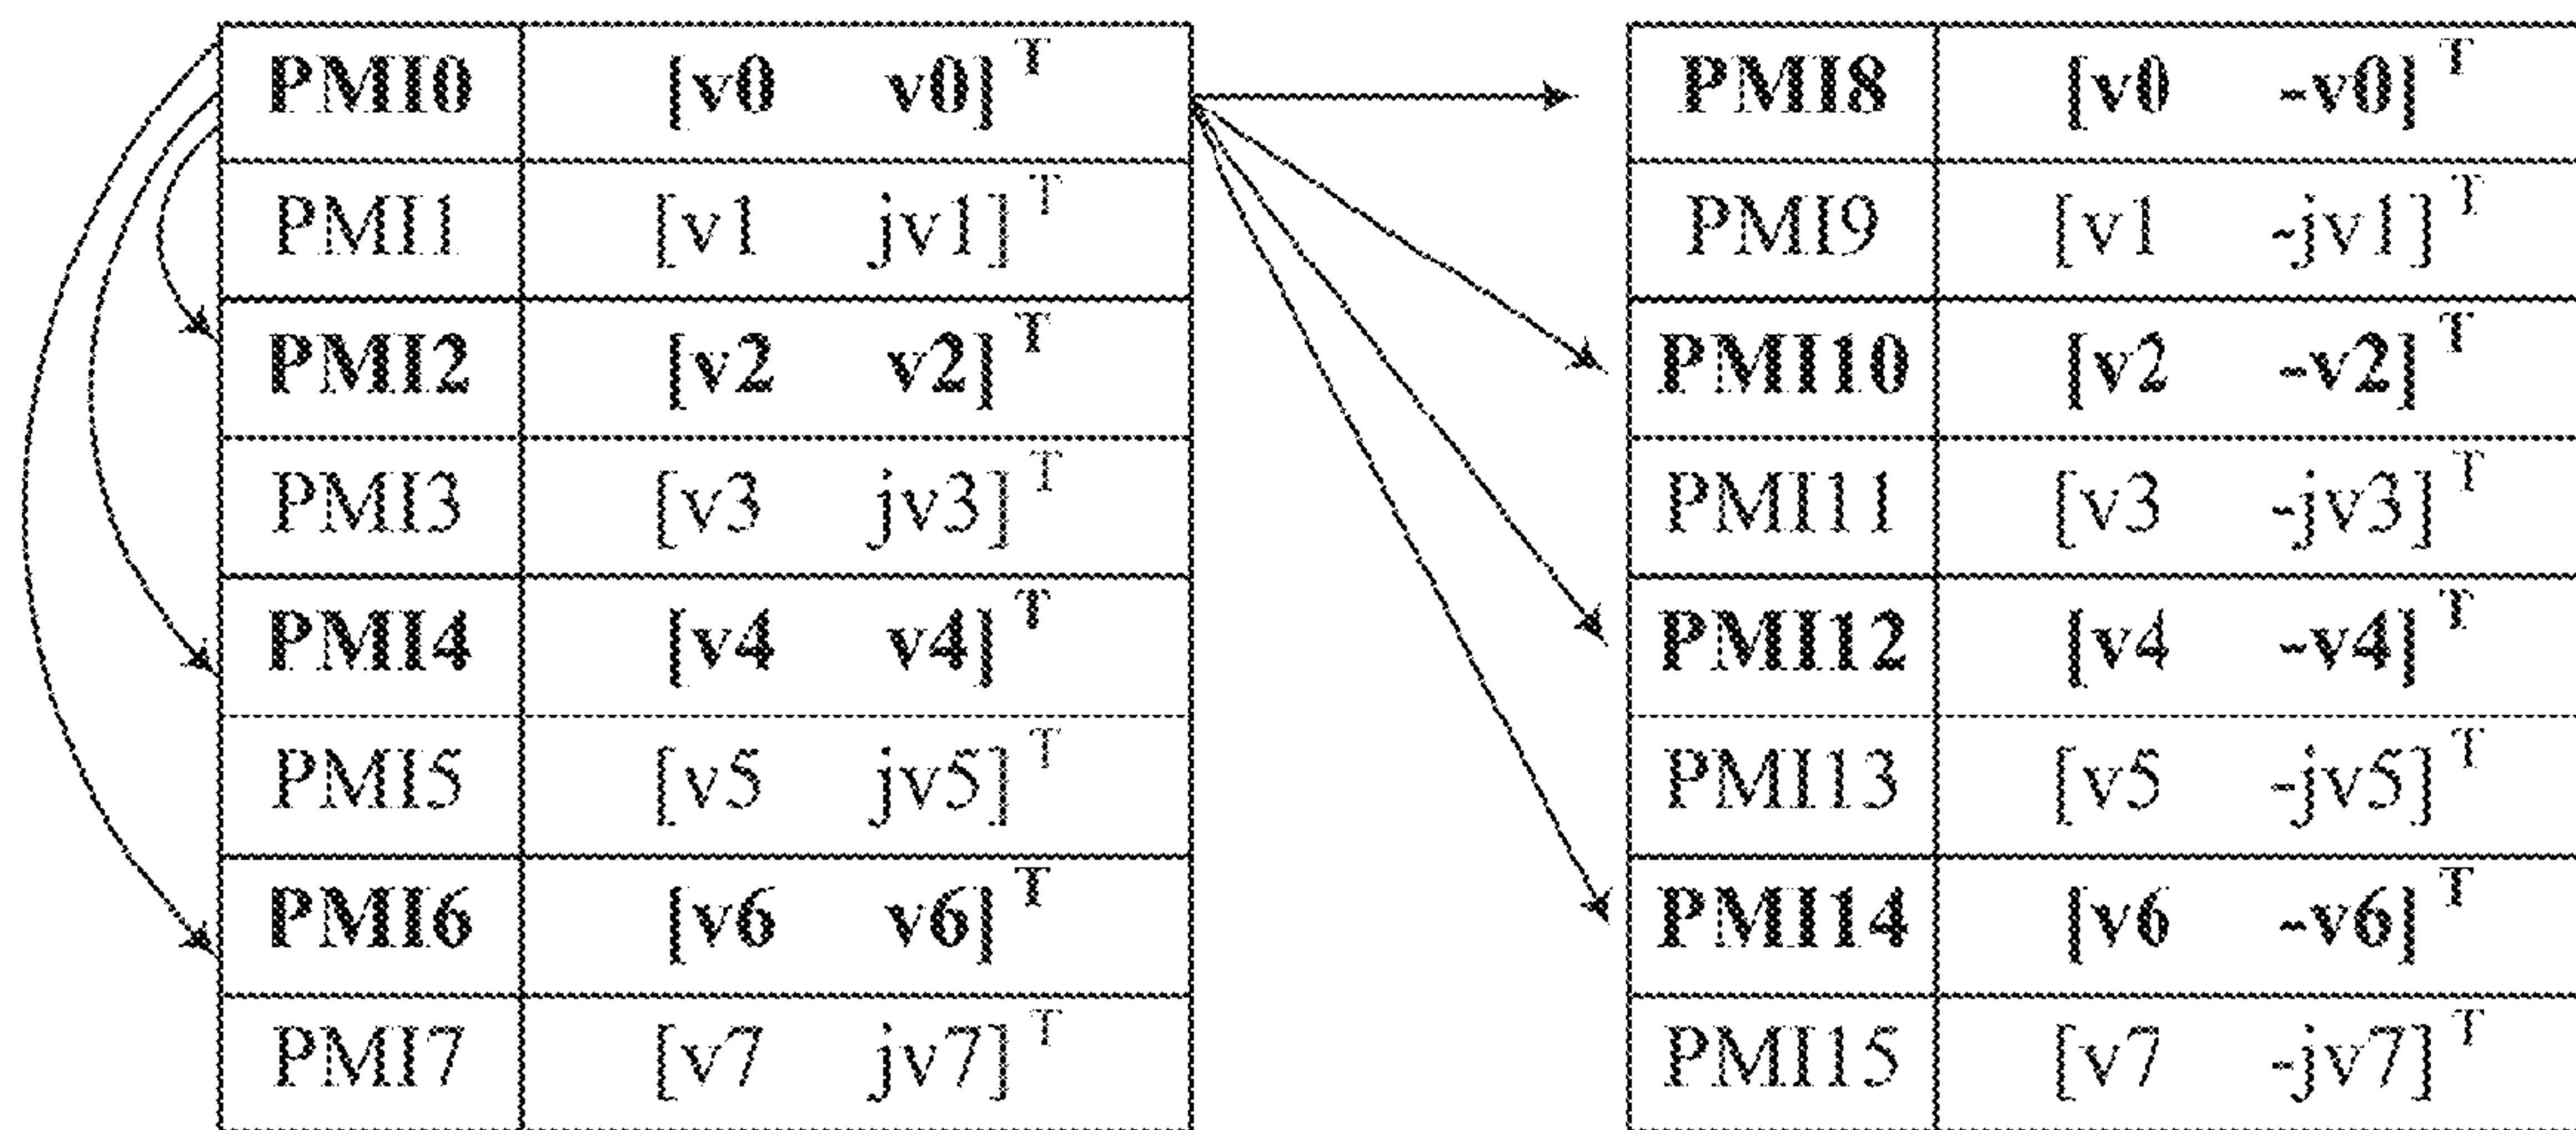 PMI0 [v0 v0]T PMI8 [v0 -v0]T
PMI1 [v1 jv1]T PMI9 [v1 -jv1]T
PMI2 [v2 v2]T PMI10 [v2 -v2]T
PMI3 [v3 jv3]T PMI11 [v3 -jv3]T
PMI4 [v4 v4]T PMI12 [v4 -v4]T
PMI5 [v5 jv5]T PMI13 [v5 -jv5]T
PMI6 [v6 v6]T PMI14 [v6 -v6]T
PMI7 [v7 jv7]T PMI15 [v7 -jv7]T